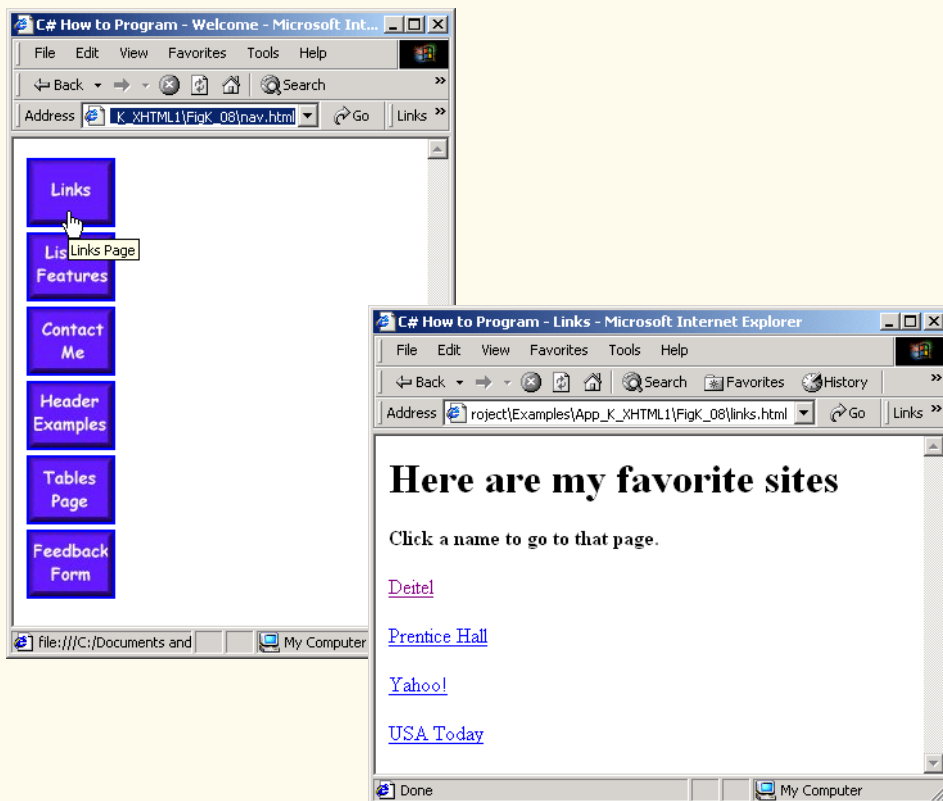 C# How to Program - Welcome - Microsoft Int...
File Edit View Favorites Tools Help
Back Search »
Address K_XHTML1\FigK_08\nav.html Go Links »
Links
Links Page
Lis
Features
Contact
Me
Header
Examples
Tables
Page
Feedback
Form
file:///C:/Documents and My Computer
C# How to Program - Links - Microsoft Internet Explorer
File Edit View Favorites Tools Help
Back Search Favorites History »
Address roject\Examples\App_K_XHTML1\FigK_08\links.html Go Links »
Here are my favorite sites
Click a name to go to that page.
Deitel
Prentice Hall
Yahoo!
USA Today
Done My Computer